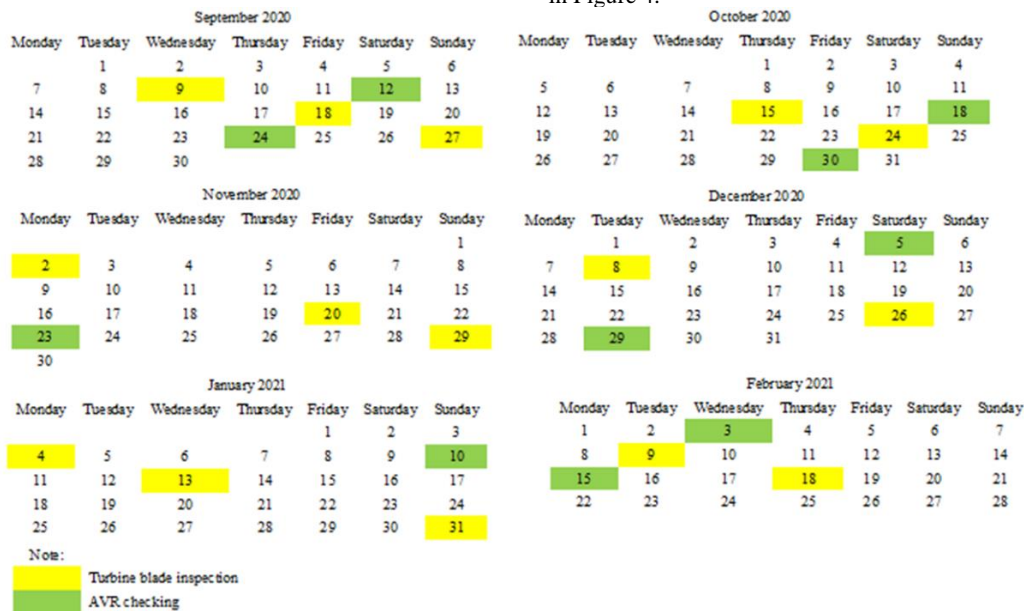 in Figure 4.
September 2020
Monday Tuesday Wednesday Thursday Friday Saturday Sunday
1 2 3 4 5 6
7 8 9 10 11 12 13
14 15 16 17 18 19 20
21 22 23 24 25 26 27
28 29 30
October 2020
Monday Tuesday Wednesday Thursday Friday Saturday Sunday
1 2 3 4
5 6 7 8 9 10 11
12 13 14 15 16 17 18
19 20 21 22 23 24 25
26 27 28 29 30 31
November 2020
Monday Tuesday Wednesday Thursday Friday Saturday Sunday
1
2 3 4 5 6 7 8
9 10 11 12 13 14 15
16 17 18 19 20 21 22
23 24 25 26 27 28 29
30
December 2020
Monday Tuesday Wednesday Thursday Friday Saturday Sunday
1 2 3 4 5 6
7 8 9 10 11 12 13
14 15 16 17 18 19 20
21 22 23 24 25 26 27
28 29 30 31
January 2021
Monday Tuesday Wednesday Thursday Friday Saturday Sunday
1 2 3
4 5 6 7 8 9 10
11 12 13 14 15 16 17
18 19 20 21 22 23 24
25 26 27 28 29 30 31
February 2021
Monday Tuesday Wednesday Thursday Friday Saturday Sunday
1 2 3 4 5 6 7
8 9 10 11 12 13 14
15 16 17 18 19 20 21
22 23 24 25 26 27 28
Note:
Turbine blade inspection
AVR checking